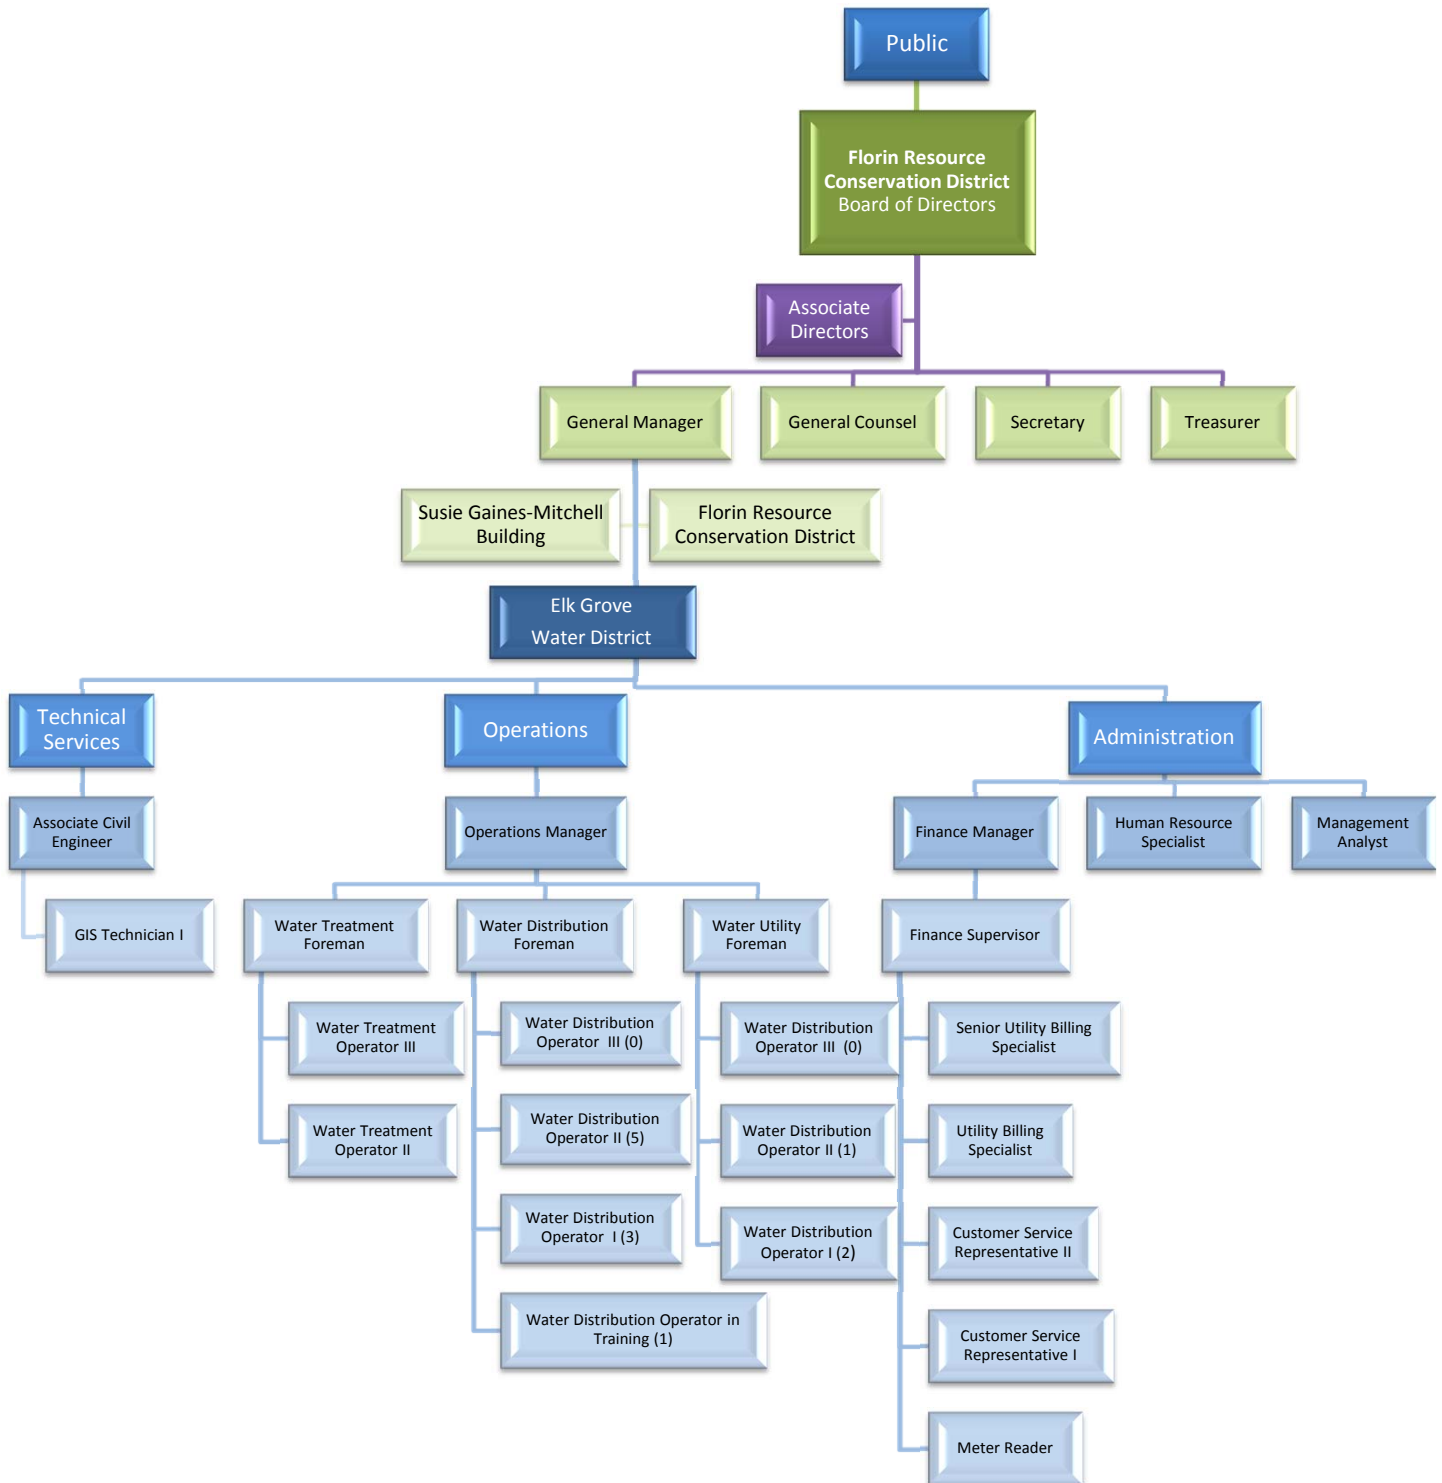 Public
Florin Resource
Conservation District
Board of Directors
Associate
Directors
General Manager
General Counsel
Secretary
Treasurer
Susie Gaines-Mitchell
Building
Florin Resource
Conservation District
Elk Grove
Water District
Technical
Services
Operations
Administration
Associate Civil
Engineer
Operations Manager
Finance Manager
Human Resource
Specialist
Management
Analyst
GIS Technician I
Water Treatment
Foreman
Water Distribution
Foreman
Water Utility
Foreman
Finance Supervisor
Water Treatment
Operator III
Water Distribution
Operator III (0)
Water Distribution
Operator III (0)
Senior Utility Billing
Specialist
Water Treatment
Operator II
Water Distribution
Operator II (5)
Water Distribution
Operator II (1)
Utility Billing
Specialist
Water Distribution
Operator I (3)
Water Distribution
Operator I (2)
Customer Service
Representative II
Water Distribution Operator in
Training (1)
Customer Service
Representative I
Meter Reader